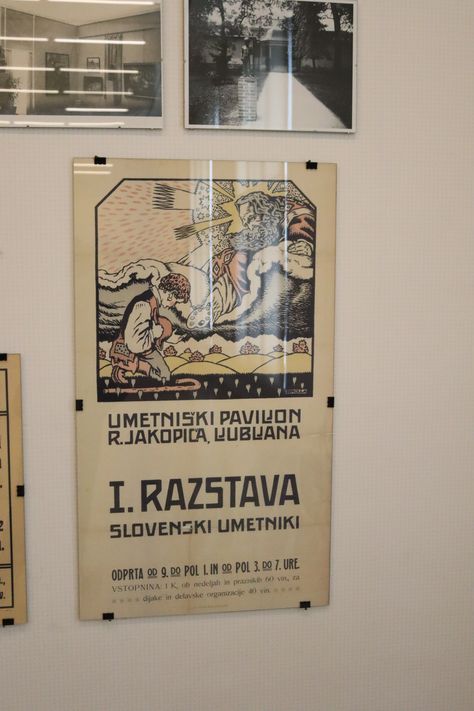 UMETNIŠKI PAVILJON
R. JAKOPIČA, LJUBLJANA
I. RAZSTAVA
SLOVENSKI UMETNIKI
ODPRTA OD 9. DO POL 1. IN OD POL 3. DO 7. URE.
VSTOPNINA 1 K, ob nedeljah in praznikih 60 vin., za
dijake in delavske organizacije 40 vin.